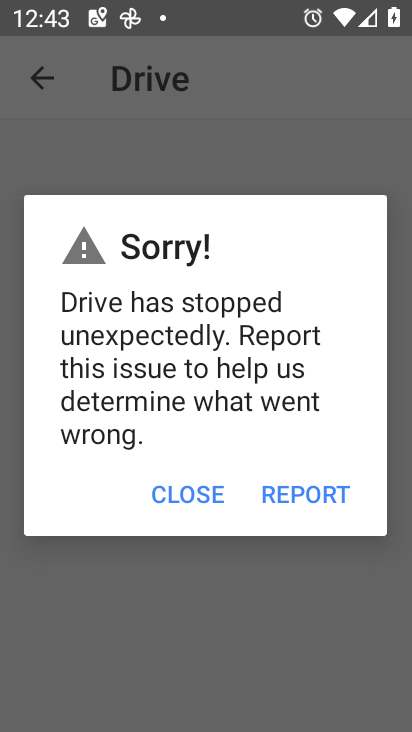 12:43
Drive
Sorry!
Drive has stopped
unexpectedly. Report
this issue to help us
determine what went
wrong.
CLOSE REPORT